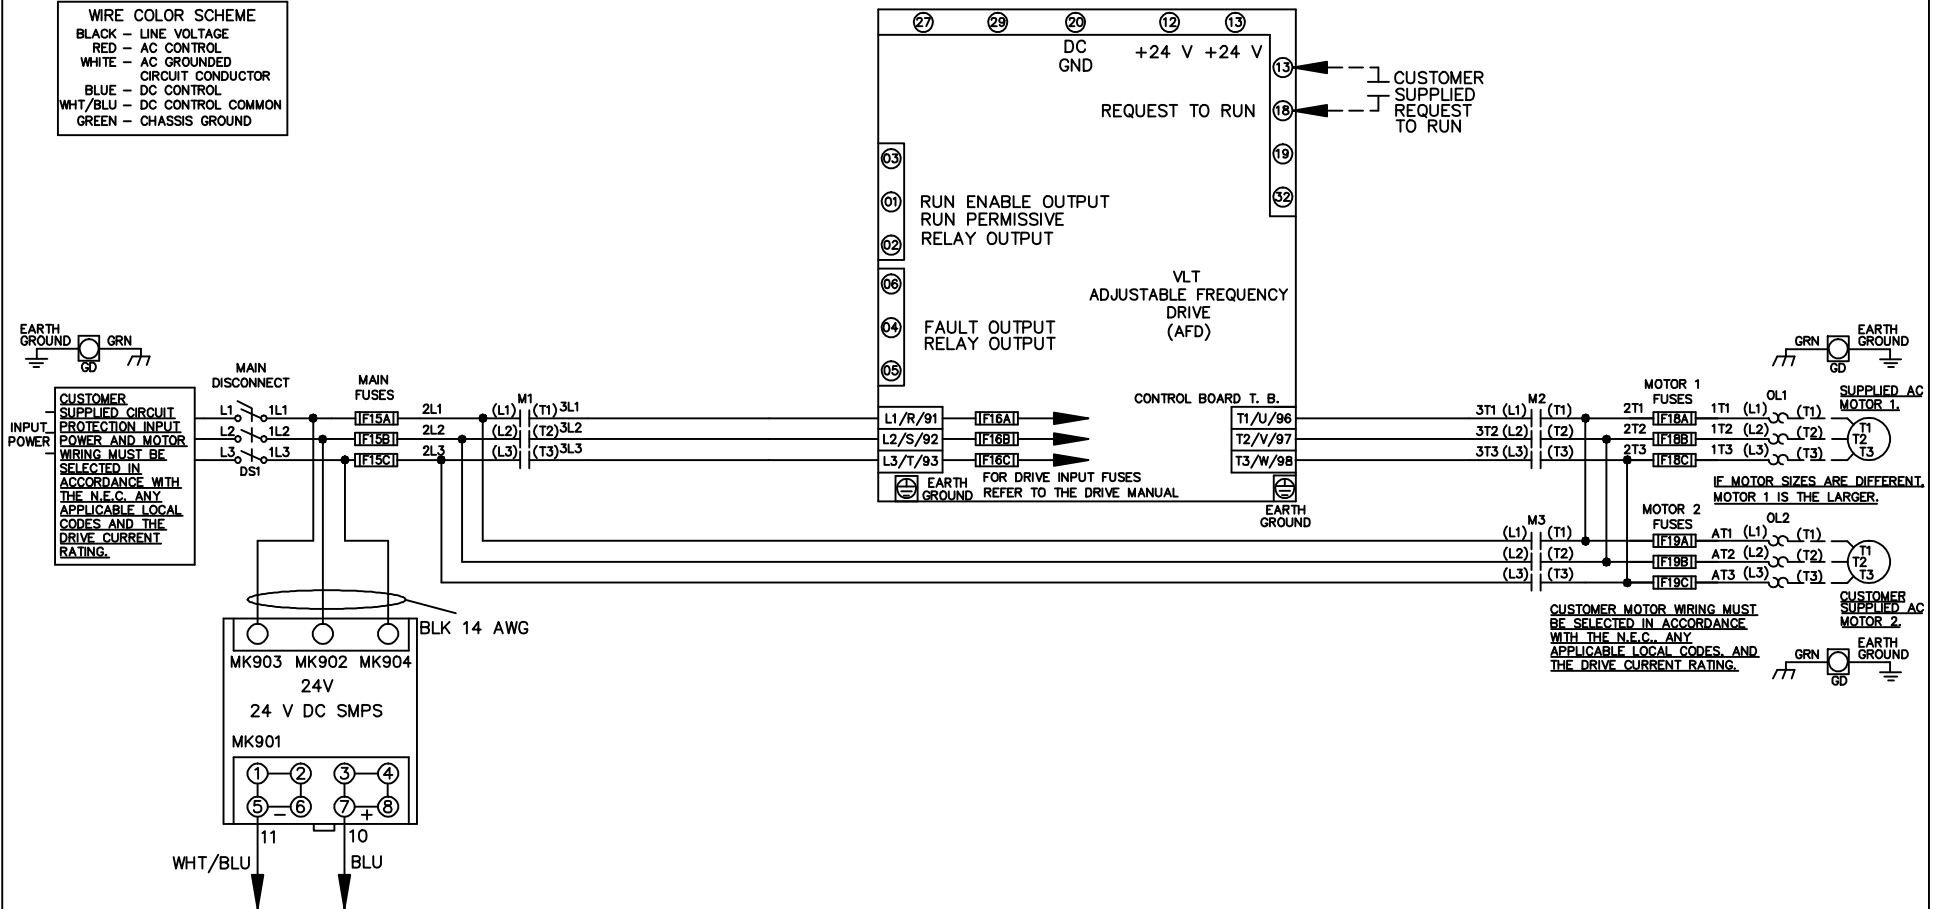 WIRE COLOR SCHEME
BLACK – LINE VOLTAGE
RED – AC CONTROL
WHITE – AC GROUNDED
CIRCUIT CONDUCTOR
BLUE – DC CONTROL
WHT/BLU – DC CONTROL COMMON
GREEN – CHASSIS GROUND
27 29 20 12 13
DC
GND
+24 V +24 V
13
REQUEST TO RUN 18
19
32
CUSTOMER
SUPPLIED
REQUEST
TO RUN
03
01
02
RUN ENABLE OUTPUT
RUN PERMISSIVE
RELAY OUTPUT
06
04
05
FAULT OUTPUT
RELAY OUTPUT
VLT
ADJUSTABLE FREQUENCY
DRIVE
(AFD)
CONTROL BOARD T. B.
L1/R/91 F16A T1/U/96
L2/S/92 F16B T2/V/97
L3/T/93 F16C T3/W/98
EARTH
GROUND
FOR DRIVE INPUT FUSES
REFER TO THE DRIVE MANUAL
EARTH
GROUND
EARTH
GROUND
GRN
GD
INPUT
POWER
CUSTOMER
SUPPLIED CIRCUIT
PROTECTION INPUT
POWER AND MOTOR
WIRING MUST BE
SELECTED IN
ACCORDANCE WITH
THE N.E.C. ANY
APPLICABLE LOCAL
CODES AND THE
DRIVE CURRENT
RATING.
MAIN
DISCONNECT
L1 1L1
L2 1L2
L3 1L3
DS1
MAIN
FUSES
F15A 2L1
F15B 2L2
F15C 2L3
M1
(L1) (T1) 3L1
(L2) (T2) 3L2
(L3) (T3) 3L3
M2
3T1 (L1) (T1)
3T2 (L2) (T2)
3T3 (L3) (T3)
MOTOR 1
FUSES
2T1 F18A 1T1 (L1) (T1)
2T2 F18B 1T2 (L2) (T2)
2T3 F18C 1T3 (L3) (T3)
OL1
GRN
EARTH
GROUND
GD
SUPPLIED AC
MOTOR 1.
T1
T2
T3
IF MOTOR SIZES ARE DIFFERENT,
MOTOR 1 IS THE LARGER.
M3
(L1) (T1)
(L2) (T2)
(L3) (T3)
MOTOR 2
FUSES
F19A AT1 (L1) (T1)
F19B AT2 (L2) (T2)
F19C AT3 (L3) (T3)
OL2
T1
T2
T3
CUSTOMER
SUPPLIED AC
MOTOR 2.
CUSTOMER MOTOR WIRING MUST
BE SELECTED IN ACCORDANCE
WITH THE N.E.C., ANY
APPLICABLE LOCAL CODES, AND
THE DRIVE CURRENT RATING.
GRN
EARTH
GROUND
GD
BLK 14 AWG
MK903 MK902 MK904
24V
24 V DC SMPS
MK901
1 2 3 4
5 6 7 8
– +
11 10
WHT/BLU BLU